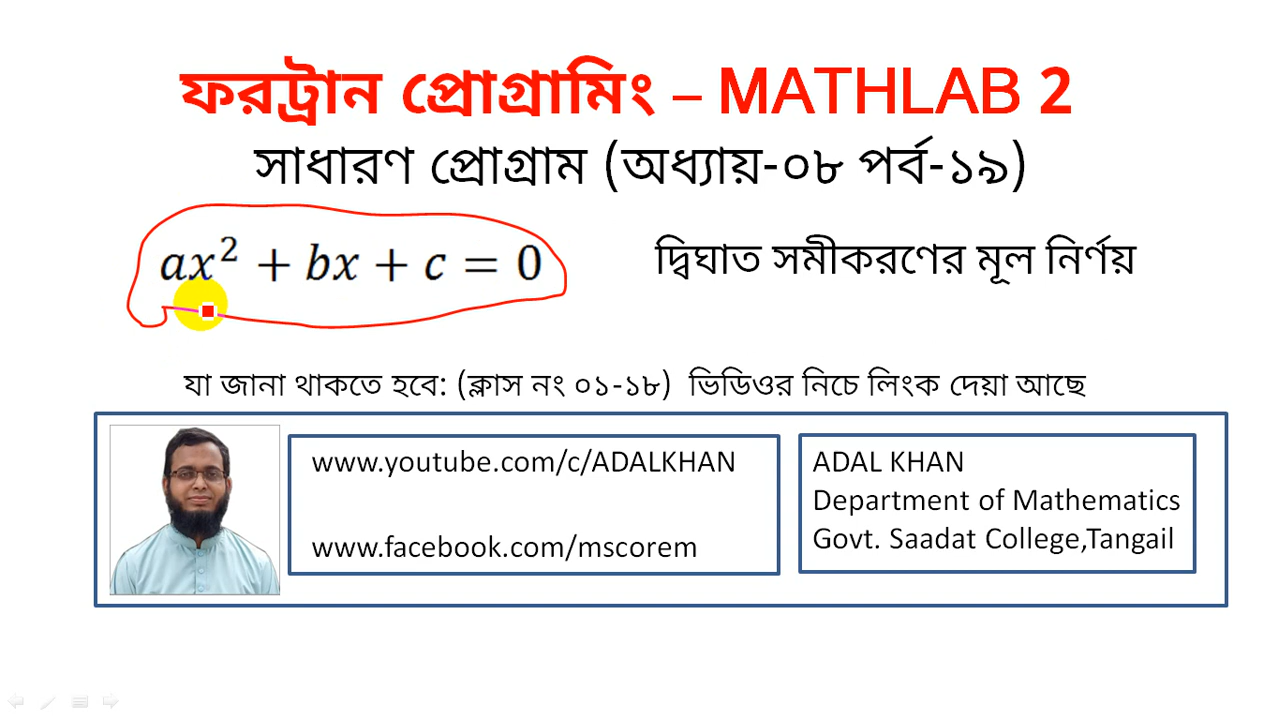 ফরট্রান প্রোগ্রামিং – MATHLAB 2
সাধারণ প্রোগ্রাম (অধ্যায়-০৮ পর্ব-১৯)
ax² + bx + c = 0
দ্বিঘাত সমীকরণের মূল নির্ণয়
যা জানা থাকতে হবে: (ক্লাস নং ০১-১৮) ভিডিওর নিচে লিংক দেয়া আছে
www.youtube.com/c/ADALKHAN
www.facebook.com/mscorem
ADAL KHAN
Department of Mathematics
Govt. Saadat College,Tangail